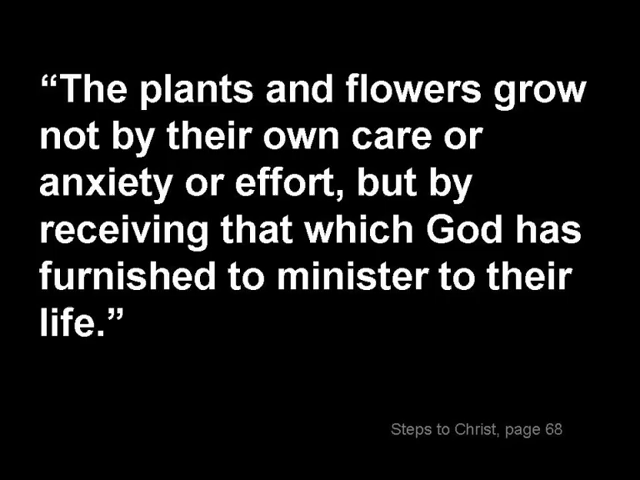 “The plants and flowers grow
not by their own care or
anxiety or effort, but by
receiving that which God has
furnished to minister to their
life.”
Steps to Christ, page 68